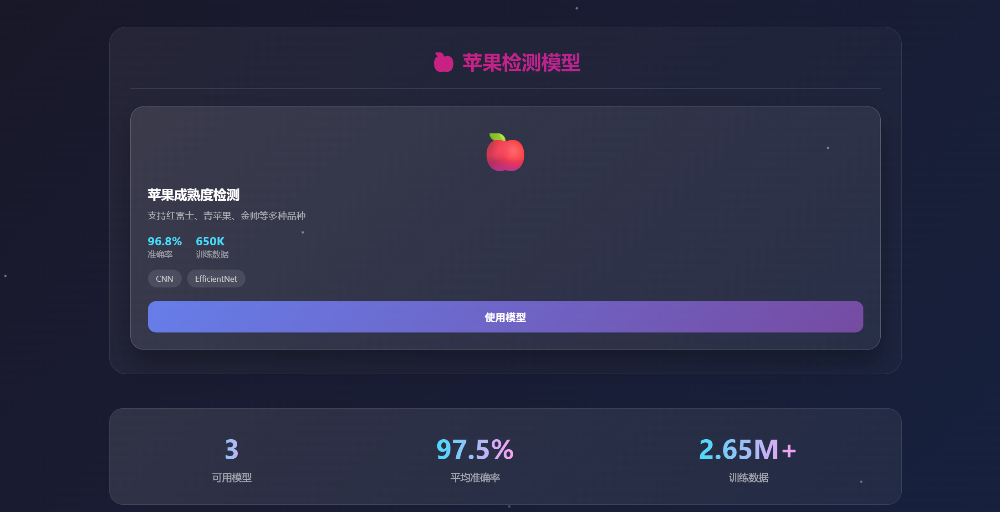 苹果检测模型
苹果成熟度检测
支持红富士、青苹果、金帅等多种品种
96.8% 650K
准确率 训练数据
CNN EfficientNet
使用模型
3 97.5% 2.65M+
可用模型 平均准确率 训练数据